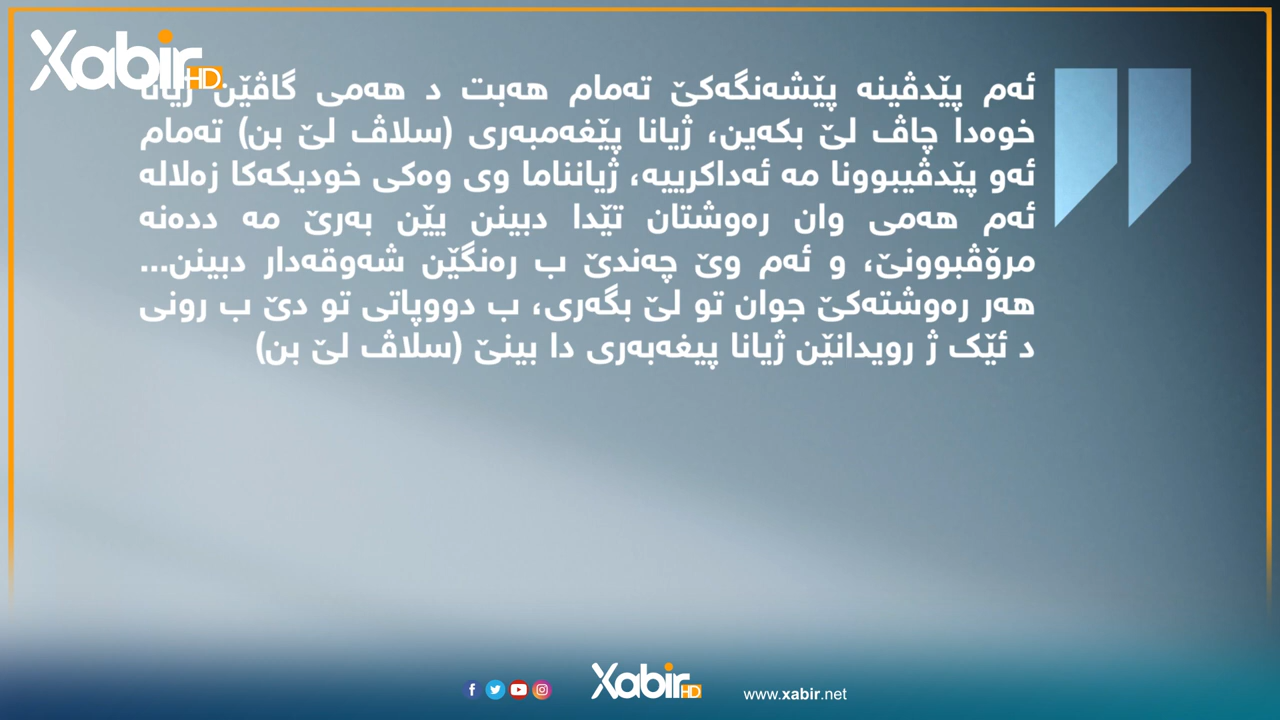 Xabir HD
ئەم پێدڤینە پێشەنگەکێ تەمام هەبت د هەمی گاڤێن ژیانا
خوەدا چاڤ لێ بکەین، ژیانا پێغەمبەری (سلاڤ لێ بن) تەمام
ئەو پێدڤیبوونا مە ئەداکرییە، ژیانناما وی وەکی خودیکەکا زەلالە
ئەم هەمی وان رەوشتان تێدا دبینن یێن بەرێ مە ددەنە
مرۆڤبوونێ، و ئەم وێ چەندێ ب رەنگێن شەوقەدار دبینن...
هەر رەوشتەکێ جوان تو لێ بگەری، ب دووپاتی تو دێ ب رونی
د ئێک ژ رویدانێن ژیانا پیغەبەری دا بینێ (سلاڤ لێ بن)
Xabir HD
www.xabir.net